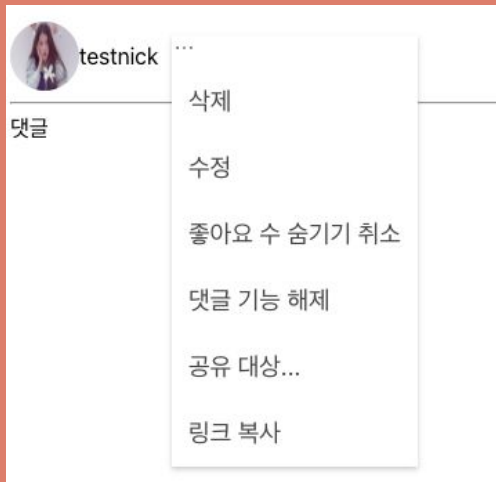 testnick ...
삭제
댓글
수정
좋아요 수 숨기기 취소
댓글 기능 해제
공유 대상...
링크 복사